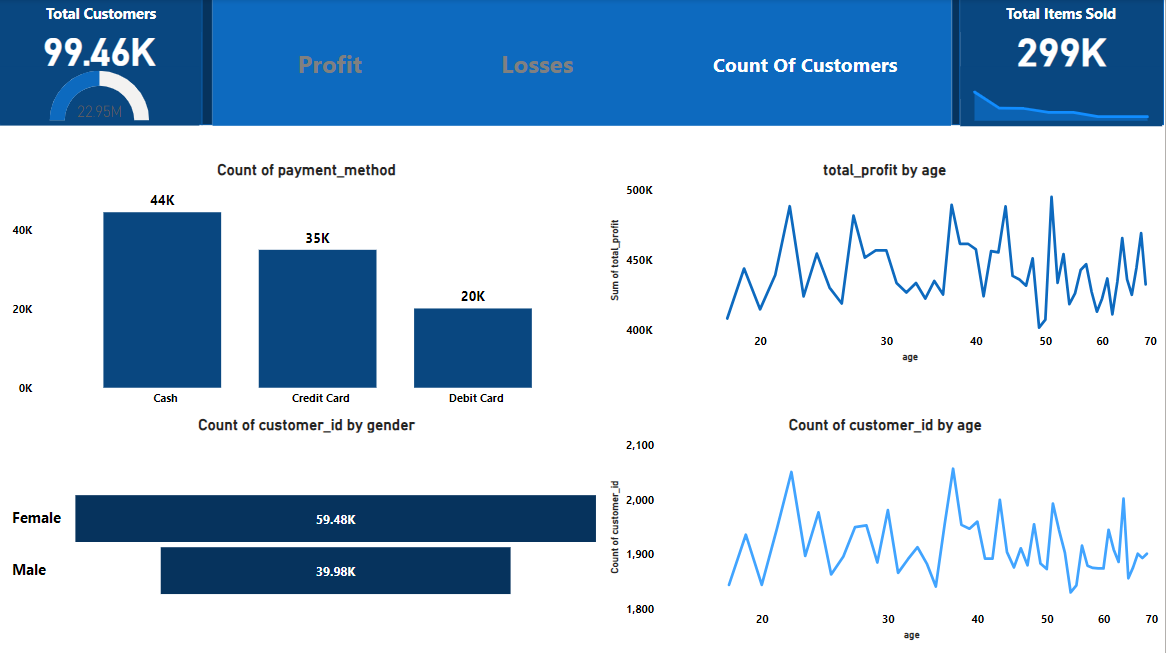 Total Customers
99.46K
22.95M
Profit
Losses
Count Of Customers
Total Items Sold
299K
Count of payment_method
40K
20K
0K
44K
35K
20K
Cash
Credit Card
Debit Card
total_profit by age
Sum of total_profit
500K
450K
400K
20
30
40
50
60
70
age
Count of customer_id by gender
Female
59.48K
Male
39.98K
Count of customer_id by age
Count of customer_id
2,100
2,000
1,900
1,800
20
30
40
50
60
70
age